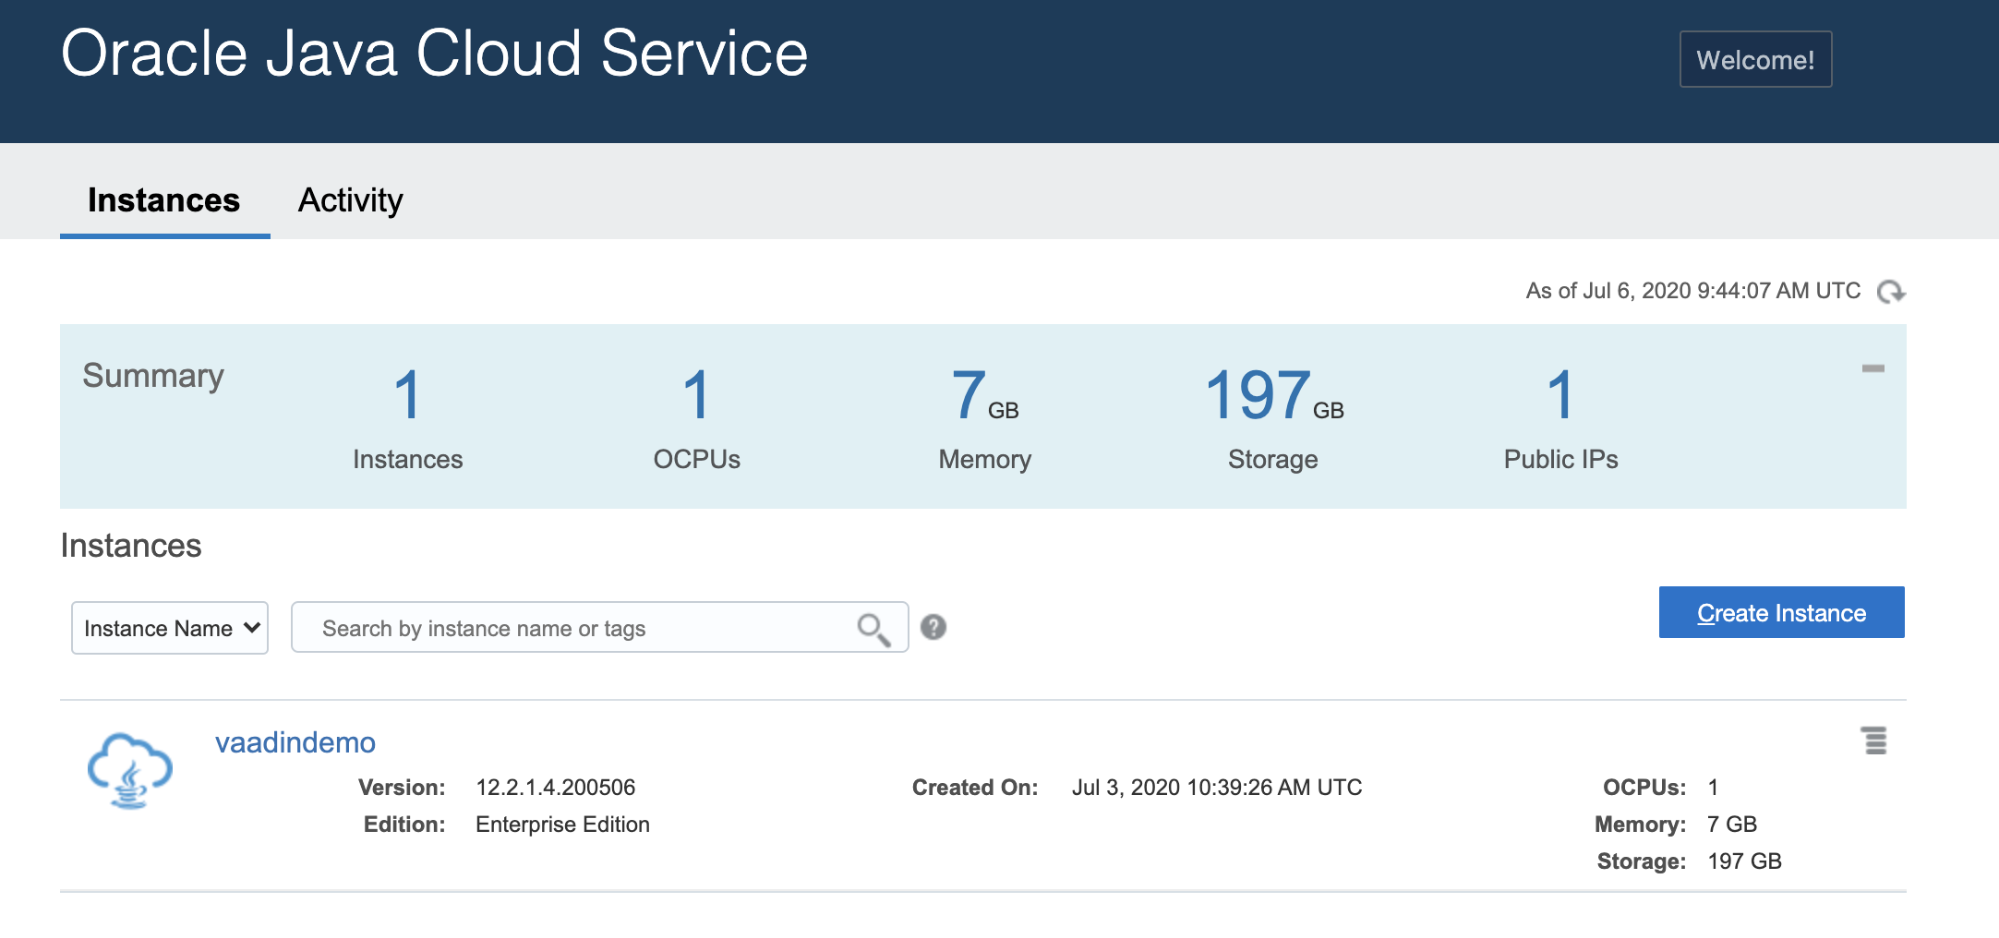 Oracle Java Cloud Service
Welcome!
Instances Activity
As of Jul 6, 2020 9:44:07 AM UTC
Summary
1 1 7 GB 197 GB 1
Instances OCPUs Memory Storage Public IPs
Instances
Instance Name Search by instance name or tags ? Create Instance
vaadindemo
Version: 12.2.1.4.200506 Created On: Jul 3, 2020 10:39:26 AM UTC OCPUs: 1
Edition: Enterprise Edition Memory: 7 GB
Storage: 197 GB